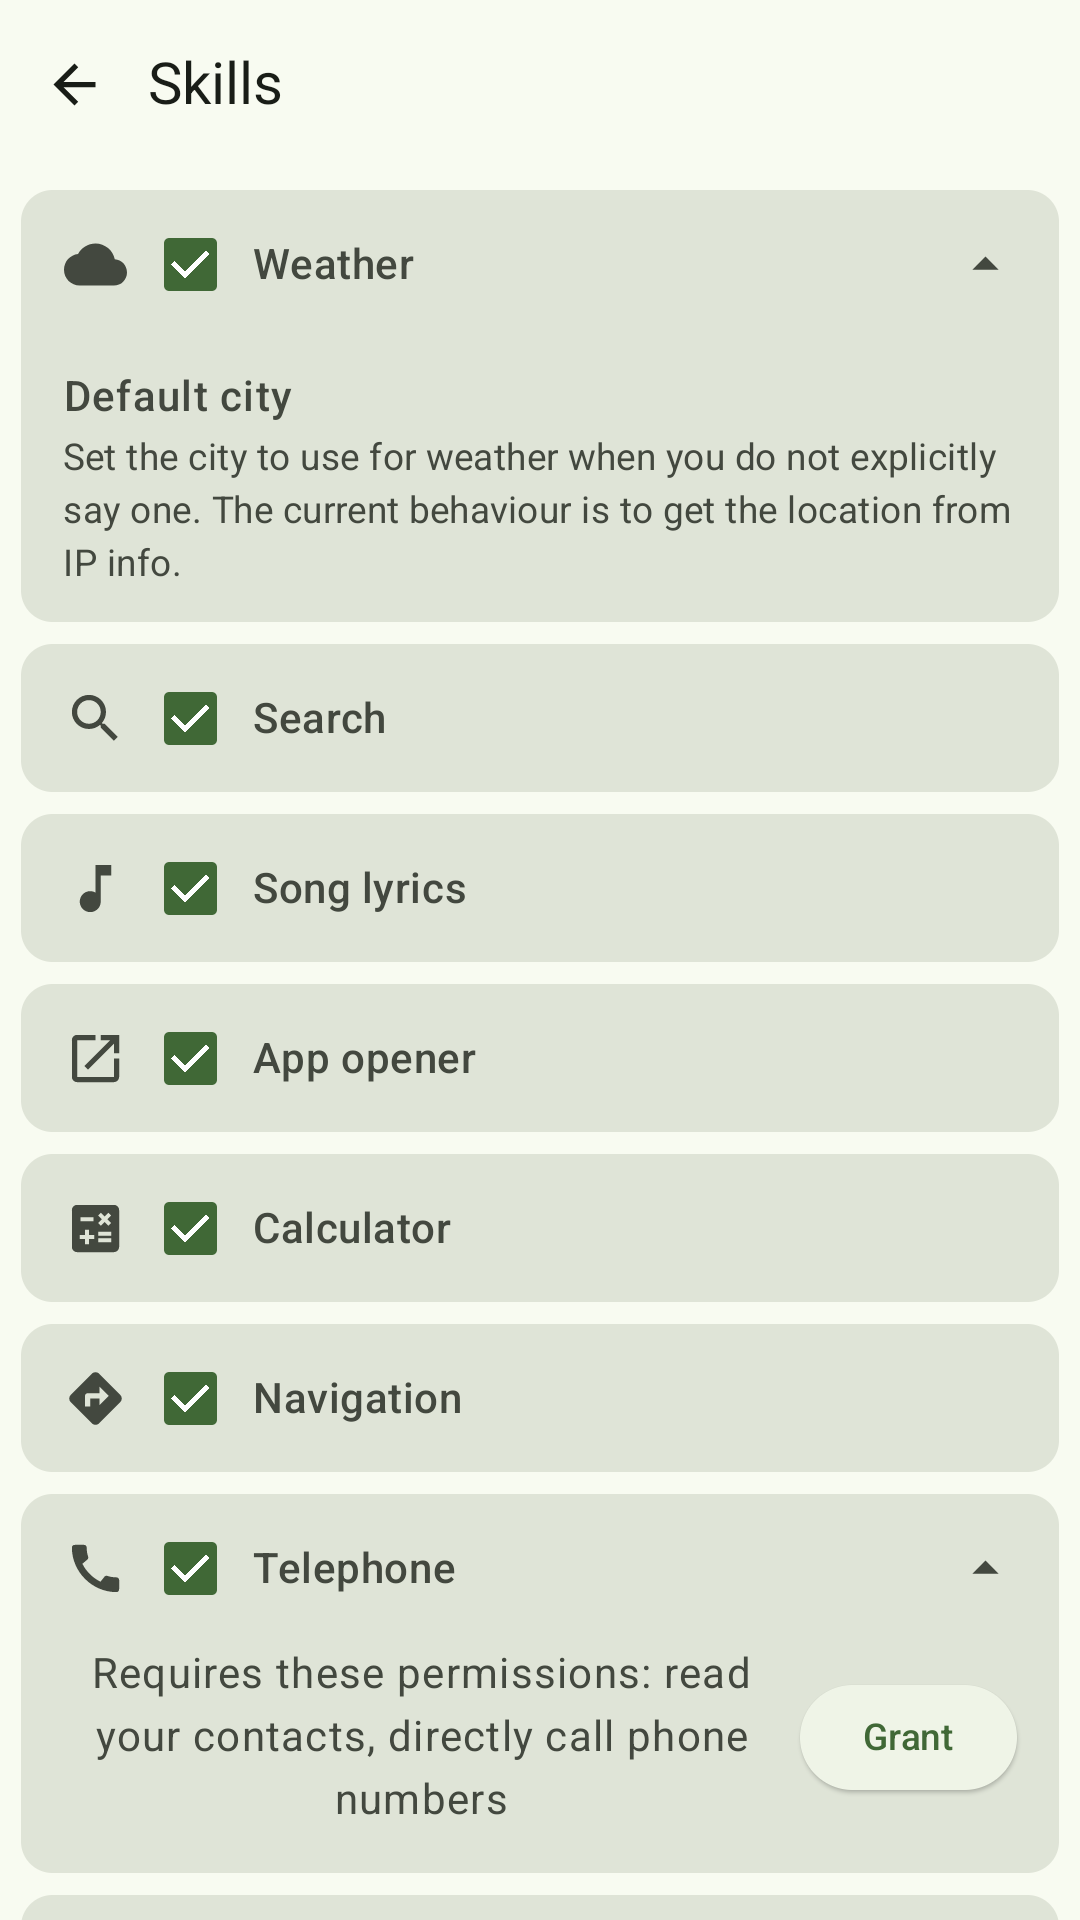 Skills
Weather
Default city
Set the city to use for weather when you do not explicitly
say one. The current behaviour is to get the location from
IP info.
Search
Song lyrics
App opener
Calculator
Navigation
Telephone
Requires these permissions: read
your contacts, directly call phone
numbers
Grant